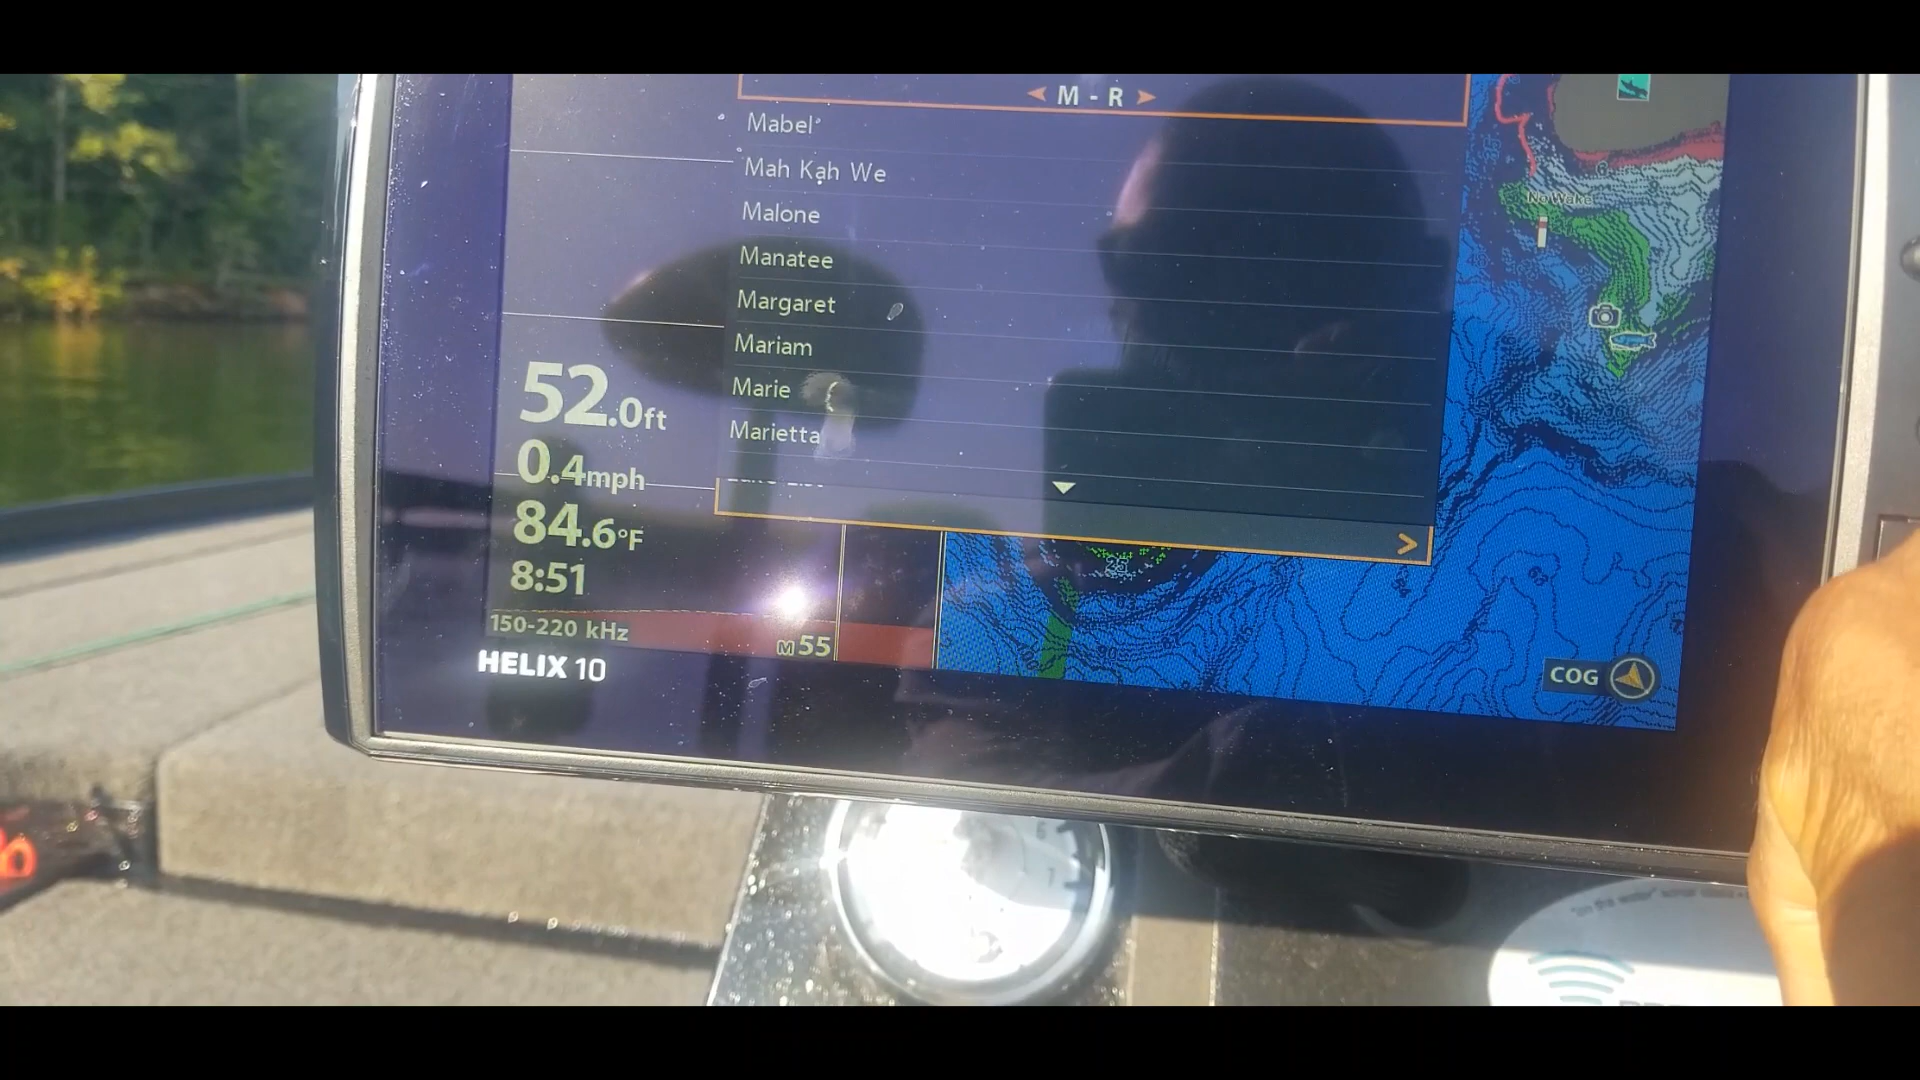 M - R
Mabel
Mah Kah We
Malone
Manatee
Margaret
Mariam
Marie
Marietta
52.0ft
0.4mph
84.6°F
8:51
150-220 kHz
M 55
HELIX 10
No Wake
25
COG